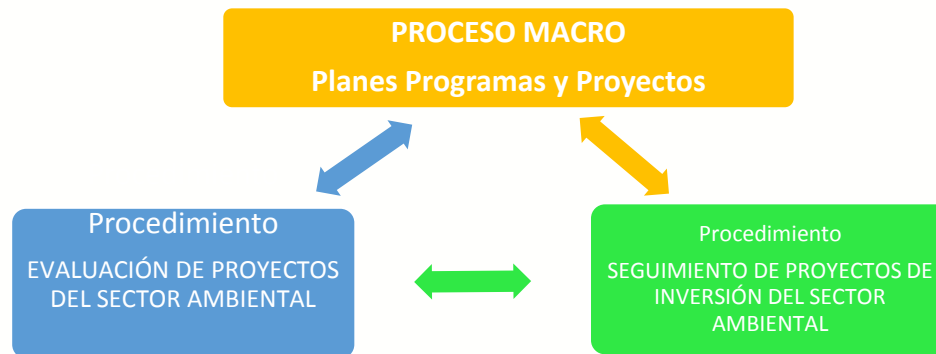 PROCESO MACRO
Planes Programas y Proyectos
Procedimiento
EVALUACIÓN DE PROYECTOS
DEL SECTOR AMBIENTAL
Procedimiento
SEGUIMIENTO DE PROYECTOS DE
INVERSIÓN DEL SECTOR
AMBIENTAL